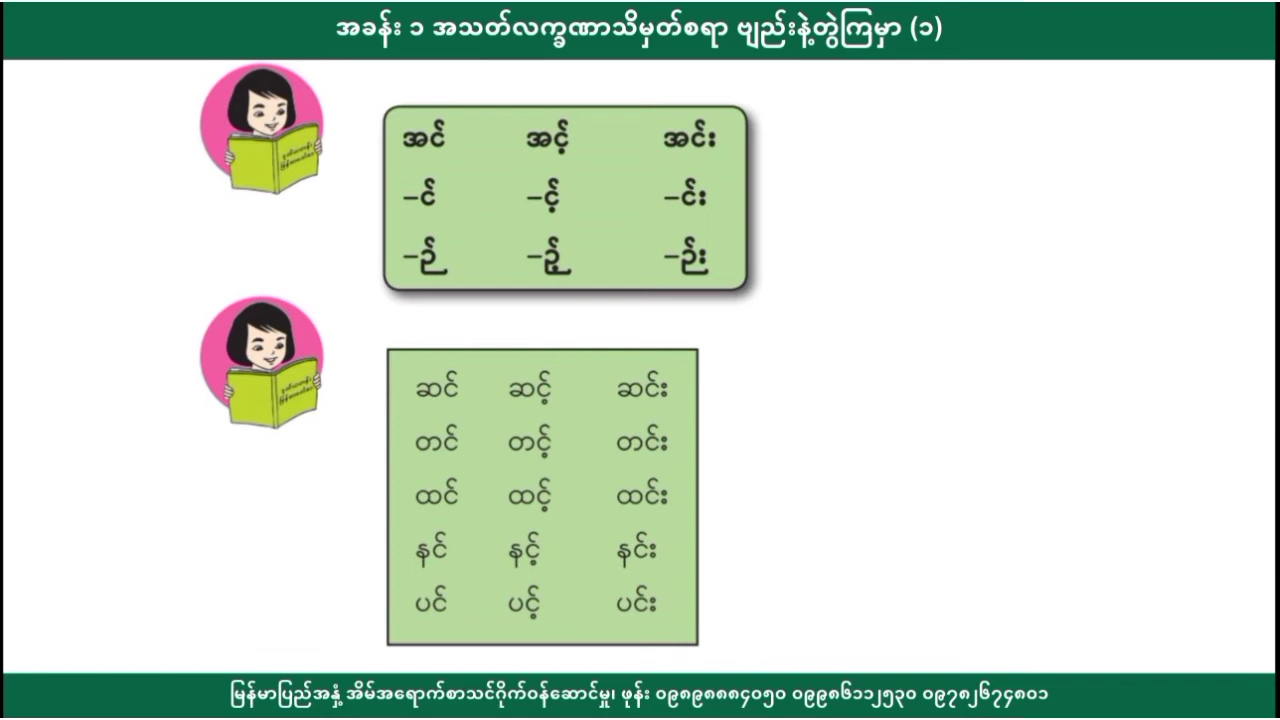 အခန်း ၁ အသတ်လက္ခဏာသိမှတ်စရာ ဗျည်းနဲ့တွဲကြမှာ (၁)
အင် အင့် အင်း
–င် –င့် –င်း
–ဉ် –ဉ့် –ဉ်း
ဆင် ဆင့် ဆင်း
တင် တင့် တင်း
ထင် ထင့် ထင်း
နင် နင့် နင်း
ပင် ပင့် ပင်း
မြန်မာပြည်အနှံ့ အိမ်အရောက်စာသင်ဂိုက်ဝန်ဆောင်မှု၊ ဖုန်း ၀၉၈၉၈၈၈၄၀၅၀ ၀၉၉၈၆၁၁၂၅၃၀ ၀၉၇၈၂၆၇၄၈၀၁